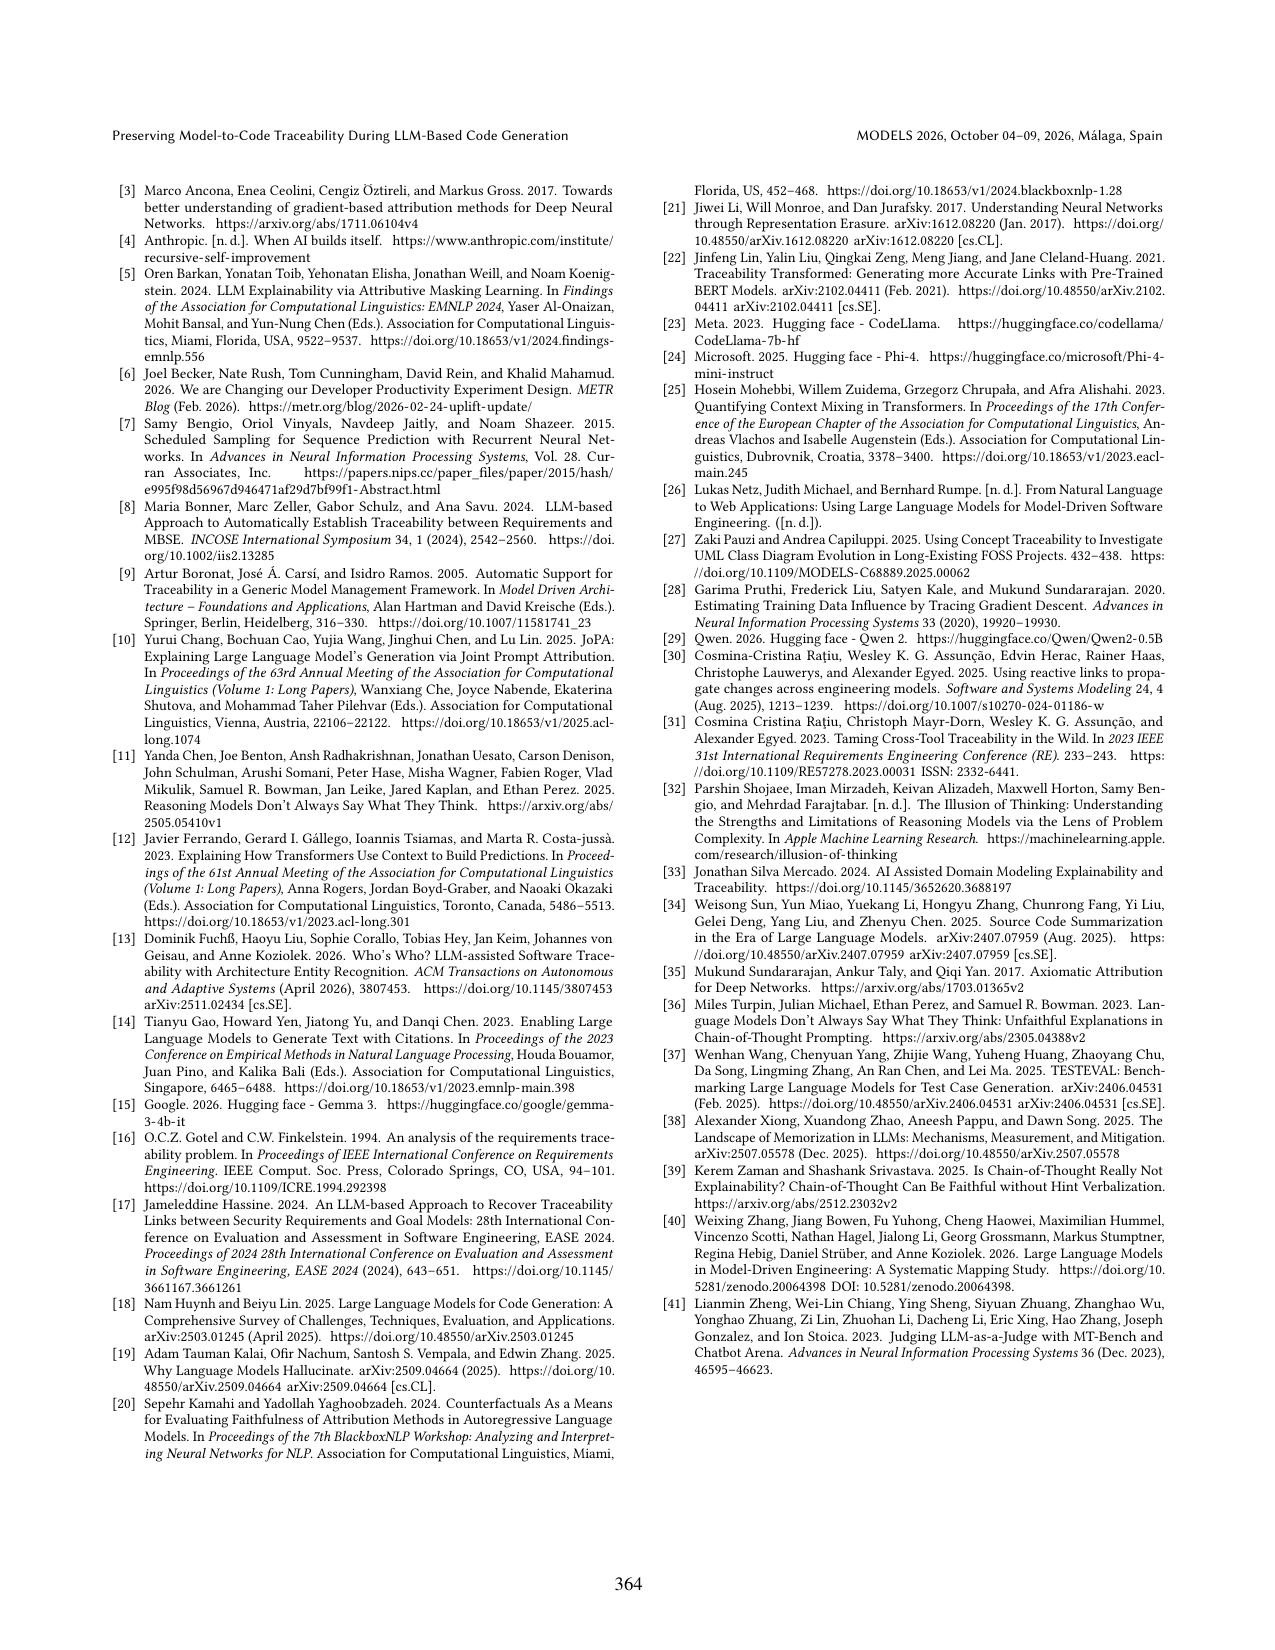 Preserving Model-to-Code Traceability During LLM-Based Code Generation
MODELS 2026, October 04–09, 2026, Málaga, Spain
[3] Marco Ancona, Enea Ceolini, Cengiz Öztireli, and Markus Gross. 2017. Towards
better understanding of gradient-based attribution methods for Deep Neural
Networks. https://arxiv.org/abs/1711.06104v4
[4] Anthropic. [n. d.]. When AI builds itself. https://www.anthropic.com/institute/
recursive-self-improvement
[5] Oren Barkan, Yonatan Toib, Yehonatan Elisha, Jonathan Weill, and Noam Koenig-
stein. 2024. LLM Explainability via Attributive Masking Learning. In Findings
of the Association for Computational Linguistics: EMNLP 2024, Yaser Al-Onaizan,
Mohit Bansal, and Yun-Nung Chen (Eds.). Association for Computational Linguis-
tics, Miami, Florida, USA, 9522–9537. https://doi.org/10.18653/v1/2024.findings-
emnlp.556
[6] Joel Becker, Nate Rush, Tom Cunningham, David Rein, and Khalid Mahamud.
2026. We are Changing our Developer Productivity Experiment Design. METR
Blog (Feb. 2026). https://metr.org/blog/2026-02-24-uplift-update/
[7] Samy Bengio, Oriol Vinyals, Navdeep Jaitly, and Noam Shazeer. 2015.
Scheduled Sampling for Sequence Prediction with Recurrent Neural Net-
works. In Advances in Neural Information Processing Systems, Vol. 28. Cur-
ran Associates, Inc. https://papers.nips.cc/paper_files/paper/2015/hash/
e995f98d56967d946471af29d7bf99f1-Abstract.html
[8] Maria Bonner, Marc Zeller, Gabor Schulz, and Ana Savu. 2024. LLM-based
Approach to Automatically Establish Traceability between Requirements and
MBSE. INCOSE International Symposium 34, 1 (2024), 2542–2560. https://doi.
org/10.1002/iis2.13285
[9] Artur Boronat, José Á. Carsí, and Isidro Ramos. 2005. Automatic Support for
Traceability in a Generic Model Management Framework. In Model Driven Archi-
tecture – Foundations and Applications, Alan Hartman and David Kreische (Eds.).
Springer, Berlin, Heidelberg, 316–330. https://doi.org/10.1007/11581741_23
[10] Yurui Chang, Bochuan Cao, Yujia Wang, Jinghui Chen, and Lu Lin. 2025. JoPA:
Explaining Large Language Model's Generation via Joint Prompt Attribution.
In Proceedings of the 63rd Annual Meeting of the Association for Computational
Linguistics (Volume 1: Long Papers), Wanxiang Che, Joyce Nabende, Ekaterina
Shutova, and Mohammad Taher Pilehvar (Eds.). Association for Computational
Linguistics, Vienna, Austria, 22106–22122. https://doi.org/10.18653/v1/2025.acl-
long.1074
[11] Yanda Chen, Joe Benton, Ansh Radhakrishnan, Jonathan Uesato, Carson Denison,
John Schulman, Arushi Somani, Peter Hase, Misha Wagner, Fabien Roger, Vlad
Mikulik, Samuel R. Bowman, Jan Leike, Jared Kaplan, and Ethan Perez. 2025.
Reasoning Models Don't Always Say What They Think. https://arxiv.org/abs/
2505.05410v1
[12] Javier Ferrando, Gerard I. Gállego, Ioannis Tsiamas, and Marta R. Costa-jussà.
2023. Explaining How Transformers Use Context to Build Predictions. In Proceed-
ings of the 61st Annual Meeting of the Association for Computational Linguistics
(Volume 1: Long Papers), Anna Rogers, Jordan Boyd-Graber, and Naoaki Okazaki
(Eds.). Association for Computational Linguistics, Toronto, Canada, 5486–5513.
https://doi.org/10.18653/v1/2023.acl-long.301
[13] Dominik Fuchß, Haoyu Liu, Sophie Corallo, Tobias Hey, Jan Keim, Johannes von
Geisau, and Anne Koziolek. 2026. Who's Who? LLM-assisted Software Trace-
ability with Architecture Entity Recognition. ACM Transactions on Autonomous
and Adaptive Systems (April 2026), 3807453. https://doi.org/10.1145/3807453
arXiv:2511.02434 [cs.SE].
[14] Tianyu Gao, Howard Yen, Jiatong Yu, and Danqi Chen. 2023. Enabling Large
Language Models to Generate Text with Citations. In Proceedings of the 2023
Conference on Empirical Methods in Natural Language Processing, Houda Bouamor,
Juan Pino, and Kalika Bali (Eds.). Association for Computational Linguistics,
Singapore, 6465–6488. https://doi.org/10.18653/v1/2023.emnlp-main.398
[15] Google. 2026. Hugging face - Gemma 3. https://huggingface.co/google/gemma-
3-4b-it
[16] O.C.Z. Gotel and C.W. Finkelstein. 1994. An analysis of the requirements trace-
ability problem. In Proceedings of IEEE International Conference on Requirements
Engineering. IEEE Comput. Soc. Press, Colorado Springs, CO, USA, 94–101.
https://doi.org/10.1109/ICRE.1994.292398
[17] Jameleddine Hassine. 2024. An LLM-based Approach to Recover Traceability
Links between Security Requirements and Goal Models: 28th International Con-
ference on Evaluation and Assessment in Software Engineering, EASE 2024.
Proceedings of 2024 28th International Conference on Evaluation and Assessment
in Software Engineering, EASE 2024 (2024), 643–651. https://doi.org/10.1145/
3661167.3661261
[18] Nam Huynh and Beiyu Lin. 2025. Large Language Models for Code Generation: A
Comprehensive Survey of Challenges, Techniques, Evaluation, and Applications.
arXiv:2503.01245 (April 2025). https://doi.org/10.48550/arXiv.2503.01245
[19] Adam Tauman Kalai, Ofir Nachum, Santosh S. Vempala, and Edwin Zhang. 2025.
Why Language Models Hallucinate. arXiv:2509.04664 (2025). https://doi.org/10.
48550/arXiv.2509.04664 arXiv:2509.04664 [cs.CL].
[20] Sepehr Kamahi and Yadollah Yaghoobzadeh. 2024. Counterfactuals As a Means
for Evaluating Faithfulness of Attribution Methods in Autoregressive Language
Models. In Proceedings of the 7th BlackboxNLP Workshop: Analyzing and Interpret-
ing Neural Networks for NLP. Association for Computational Linguistics, Miami,
Florida, US, 452–468. https://doi.org/10.18653/v1/2024.blackboxnlp-1.28
[21] Jiwei Li, Will Monroe, and Dan Jurafsky. 2017. Understanding Neural Networks
through Representation Erasure. arXiv:1612.08220 (Jan. 2017). https://doi.org/
10.48550/arXiv.1612.08220 arXiv:1612.08220 [cs.CL].
[22] Jinfeng Lin, Yalin Liu, Qingkai Zeng, Meng Jiang, and Jane Cleland-Huang. 2021.
Traceability Transformed: Generating more Accurate Links with Pre-Trained
BERT Models. arXiv:2102.04411 (Feb. 2021). https://doi.org/10.48550/arXiv.2102.
04411 arXiv:2102.04411 [cs.SE].
[23] Meta. 2023. Hugging face - CodeLlama. https://huggingface.co/codellama/
CodeLlama-7b-hf
[24] Microsoft. 2025. Hugging face - Phi-4. https://huggingface.co/microsoft/Phi-4-
mini-instruct
[25] Hosein Mohebbi, Willem Zuidema, Grzegorz Chrupała, and Afra Alishahi. 2023.
Quantifying Context Mixing in Transformers. In Proceedings of the 17th Confer-
ence of the European Chapter of the Association for Computational Linguistics, An-
dreas Vlachos and Isabelle Augenstein (Eds.). Association for Computational Lin-
guistics, Dubrovnik, Croatia, 3378–3400. https://doi.org/10.18653/v1/2023.eacl-
main.245
[26] Lukas Netz, Judith Michael, and Bernhard Rumpe. [n. d.]. From Natural Language
to Web Applications: Using Large Language Models for Model-Driven Software
Engineering. ([n. d.]).
[27] Zaki Pauzi and Andrea Capiluppi. 2025. Using Concept Traceability to Investigate
UML Class Diagram Evolution in Long-Existing FOSS Projects. 432–438. https:
//doi.org/10.1109/MODELS-C68889.2025.00062
[28] Garima Pruthi, Frederick Liu, Satyen Kale, and Mukund Sundararajan. 2020.
Estimating Training Data Influence by Tracing Gradient Descent. Advances in
Neural Information Processing Systems 33 (2020), 19920–19930.
[29] Qwen. 2026. Hugging face - Qwen 2. https://huggingface.co/Qwen/Qwen2-0.5B
[30] Cosmina-Cristina Rațiu, Wesley K. G. Assunção, Edvin Herac, Rainer Haas,
Christophe Lauwerys, and Alexander Egyed. 2025. Using reactive links to propa-
gate changes across engineering models. Software and Systems Modeling 24, 4
(Aug. 2025), 1213–1239. https://doi.org/10.1007/s10270-024-01186-w
[31] Cosmina Cristina Rațiu, Christoph Mayr-Dorn, Wesley K. G. Assunção, and
Alexander Egyed. 2023. Taming Cross-Tool Traceability in the Wild. In 2023 IEEE
31st International Requirements Engineering Conference (RE). 233–243. https:
//doi.org/10.1109/RE57278.2023.00031 ISSN: 2332-6441.
[32] Parshin Shojaee, Iman Mirzadeh, Keivan Alizadeh, Maxwell Horton, Samy Ben-
gio, and Mehrdad Farajtabar. [n. d.]. The Illusion of Thinking: Understanding
the Strengths and Limitations of Reasoning Models via the Lens of Problem
Complexity. In Apple Machine Learning Research. https://machinelearning.apple.
com/research/illusion-of-thinking
[33] Jonathan Silva Mercado. 2024. AI Assisted Domain Modeling Explainability and
Traceability. https://doi.org/10.1145/3652620.3688197
[34] Weisong Sun, Yun Miao, Yuekang Li, Hongyu Zhang, Chunrong Fang, Yi Liu,
Gelei Deng, Yang Liu, and Zhenyu Chen. 2025. Source Code Summarization
in the Era of Large Language Models. arXiv:2407.07959 (Aug. 2025). https:
//doi.org/10.48550/arXiv.2407.07959 arXiv:2407.07959 [cs.SE].
[35] Mukund Sundararajan, Ankur Taly, and Qiqi Yan. 2017. Axiomatic Attribution
for Deep Networks. https://arxiv.org/abs/1703.01365v2
[36] Miles Turpin, Julian Michael, Ethan Perez, and Samuel R. Bowman. 2023. Lan-
guage Models Don't Always Say What They Think: Unfaithful Explanations in
Chain-of-Thought Prompting. https://arxiv.org/abs/2305.04388v2
[37] Wenhan Wang, Chenyuan Yang, Zhijie Wang, Yuheng Huang, Zhaoyang Chu,
Da Song, Lingming Zhang, An Ran Chen, and Lei Ma. 2025. TESTEVAL: Bench-
marking Large Language Models for Test Case Generation. arXiv:2406.04531
(Feb. 2025). https://doi.org/10.48550/arXiv.2406.04531 arXiv:2406.04531 [cs.SE].
[38] Alexander Xiong, Xuandong Zhao, Aneesh Pappu, and Dawn Song. 2025. The
Landscape of Memorization in LLMs: Mechanisms, Measurement, and Mitigation.
arXiv:2507.05578 (Dec. 2025). https://doi.org/10.48550/arXiv.2507.05578
[39] Kerem Zaman and Shashank Srivastava. 2025. Is Chain-of-Thought Really Not
Explainability? Chain-of-Thought Can Be Faithful without Hint Verbalization.
https://arxiv.org/abs/2512.23032v2
[40] Weixing Zhang, Jiang Bowen, Fu Yuhong, Cheng Haowei, Maximilian Hummel,
Vincenzo Scotti, Nathan Hagel, Jialong Li, Georg Grossmann, Markus Stumptner,
Regina Hebig, Daniel Strüber, and Anne Koziolek. 2026. Large Language Models
in Model-Driven Engineering: A Systematic Mapping Study. https://doi.org/10.
5281/zenodo.20064398 DOI: 10.5281/zenodo.20064398.
[41] Lianmin Zheng, Wei-Lin Chiang, Ying Sheng, Siyuan Zhuang, Zhanghao Wu,
Yonghao Zhuang, Zi Lin, Zhuohan Li, Dacheng Li, Eric Xing, Hao Zhang, Joseph
Gonzalez, and Ion Stoica. 2023. Judging LLM-as-a-Judge with MT-Bench and
Chatbot Arena. Advances in Neural Information Processing Systems 36 (Dec. 2023),
46595–46623.
364